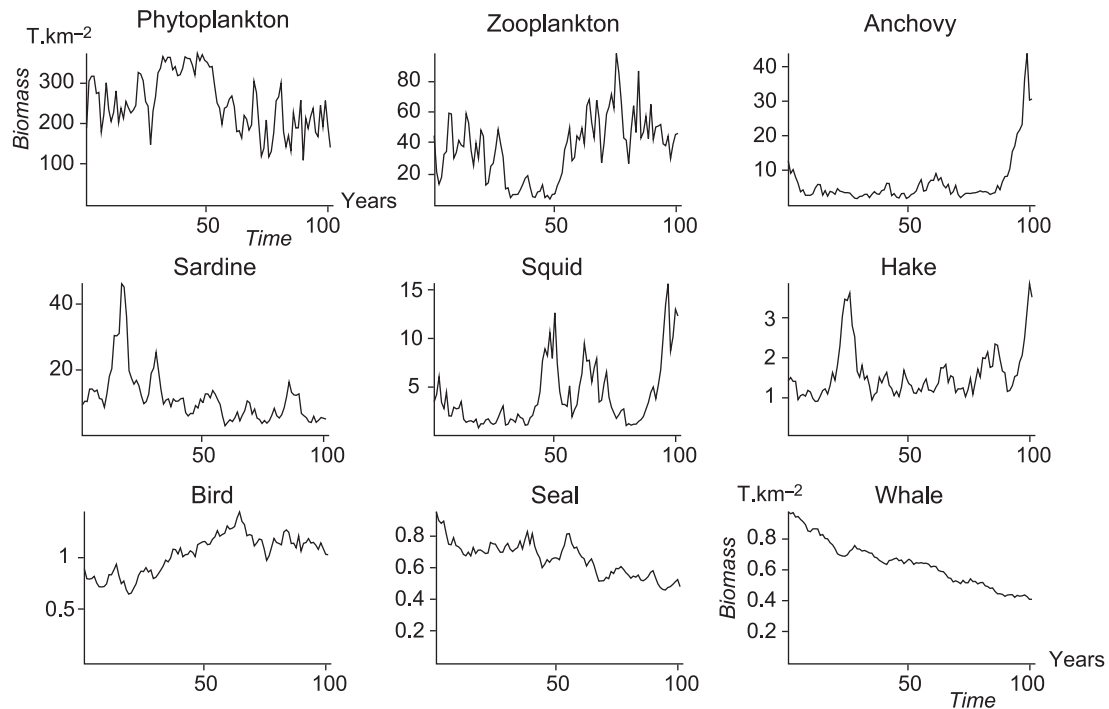 Phytoplankton
T.km–2
Biomass
300
200
100
50
100
Years
Time
Zooplankton
80
60
40
20
50
100
Anchovy
40
30
20
10
50
100
Sardine
40
20
50
100
Squid
15
10
5
50
100
Hake
3
2
1
50
100
Bird
1
0.5
50
100
Seal
0.8
0.6
0.4
0.2
50
100
Whale
T.km–2
Biomass
0.8
0.6
0.4
0.2
50
100
Years
Time